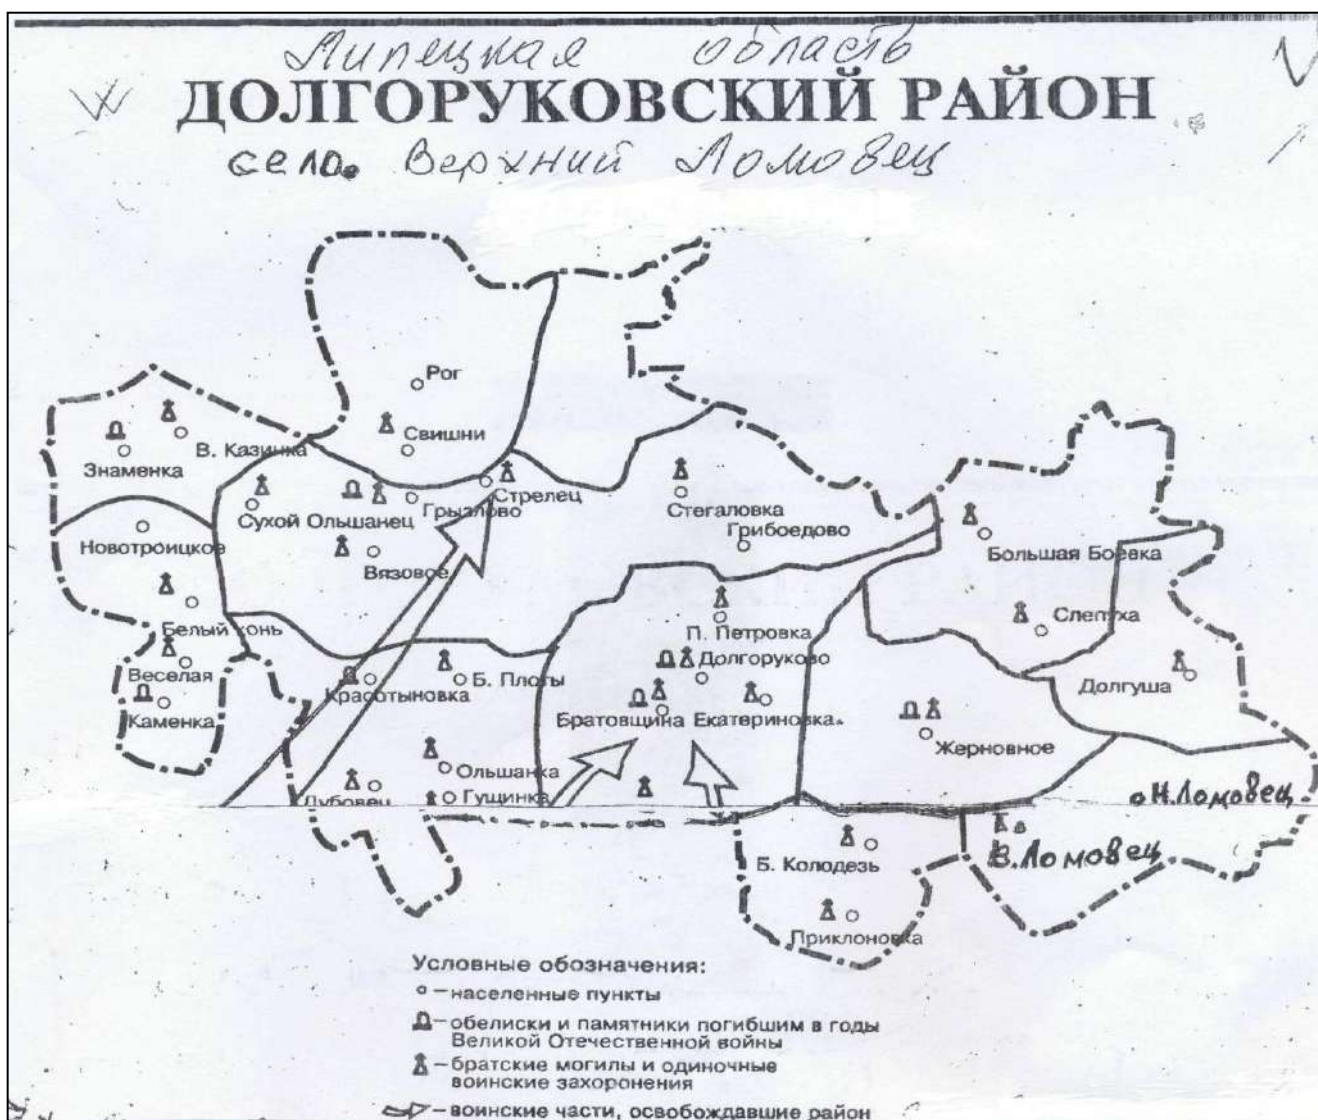 Липецкая область
ДОЛГОРУКОВСКИЙ РАЙОН
село. Верхний Ломовец
Рог
Свишни
В. Казинка
Знаменка
Стрелец
Грызлово
Сухой Ольшанец
Стегаловка
Грибоедово
Новотроицкое
Вязовое
Большая Боевка
Слепуха
Белый конь
П. Петровка
Веселая
Долгоруково
Каменка
Красотыновка
Б. Плоты
Долгуша
Братовщина
Екатериновка
Жерновное
Ольшанка
Дубовец
Гущинка
Н. Ломовец
В. Ломовец
Б. Колодезь
Приклоновка
Условные обозначения:
– населенные пункты
– обелиски и памятники погибшим в годы
Великой Отечественной войны
– братские могилы и одиночные
воинские захоронения
– воинские части, освобождавшие район